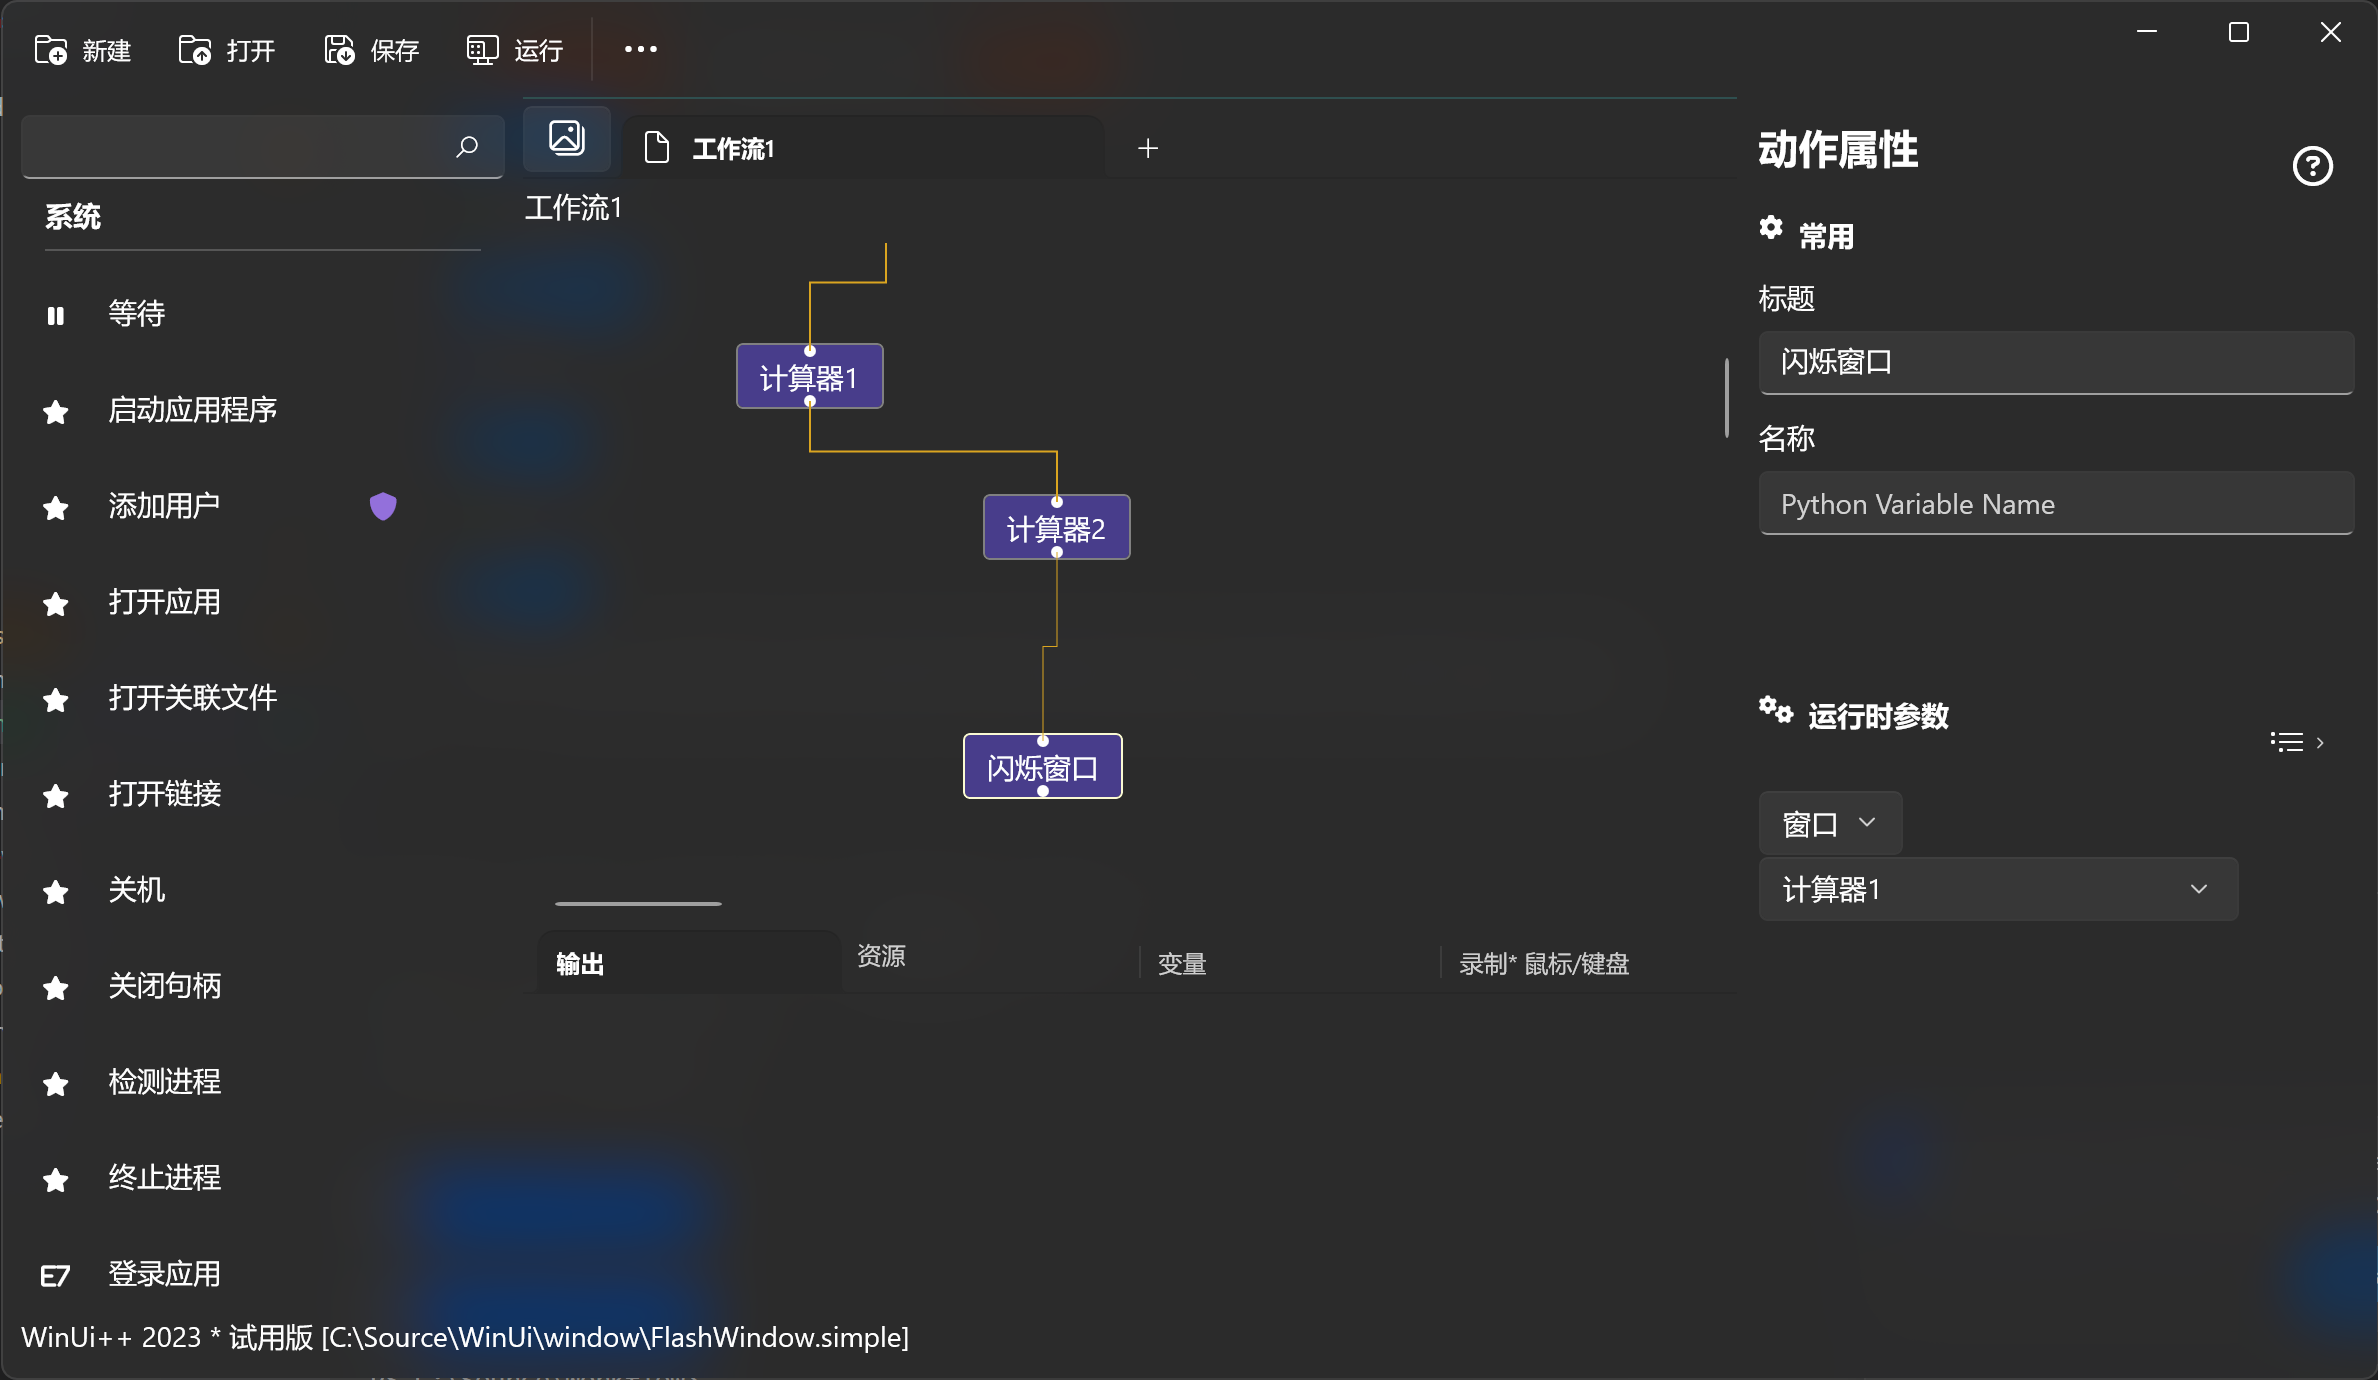 新建
打开
保存
运行
工作流1
工作流1
系统
等待
启动应用程序
添加用户
打开应用
打开关联文件
打开链接
关机
关闭句柄
检测进程
终止进程
E7 登录应用
计算器1
计算器2
闪烁窗口
输出
资源
变量
录制* 鼠标/键盘
动作属性
常用
标题
闪烁窗口
名称
Python Variable Name
运行时参数
窗口
计算器1
WinUi++ 2023 * 试用版 [C:\Source\WinUi\window\FlashWindow.simple]